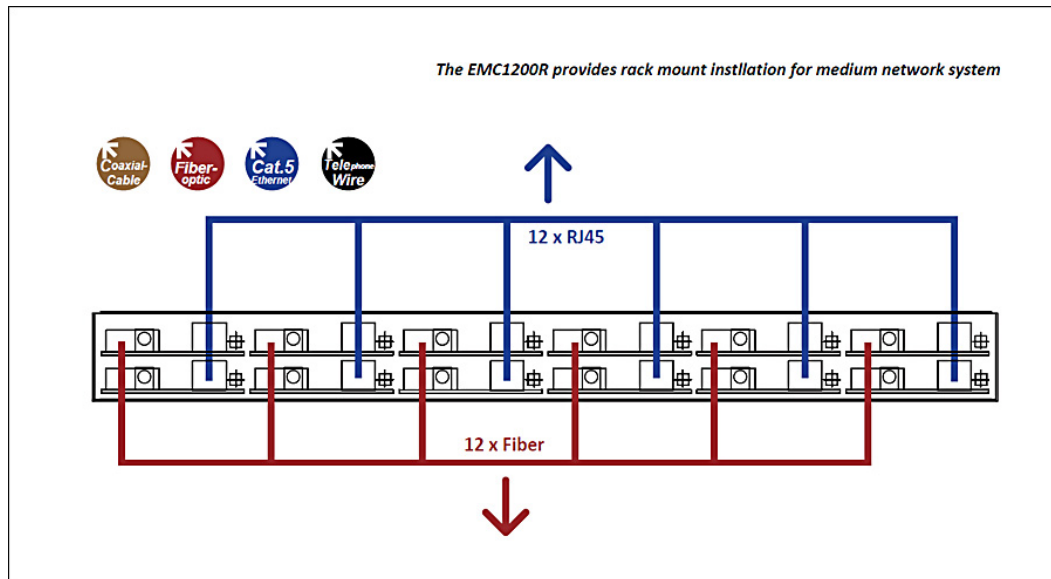 The EMC1200R provides rack mount instllation for medium network system
Coaxial-
Cable
Fiber-
optic
Cat.5
Ethernet
Telephone
Wire
12 x RJ45
12 x Fiber